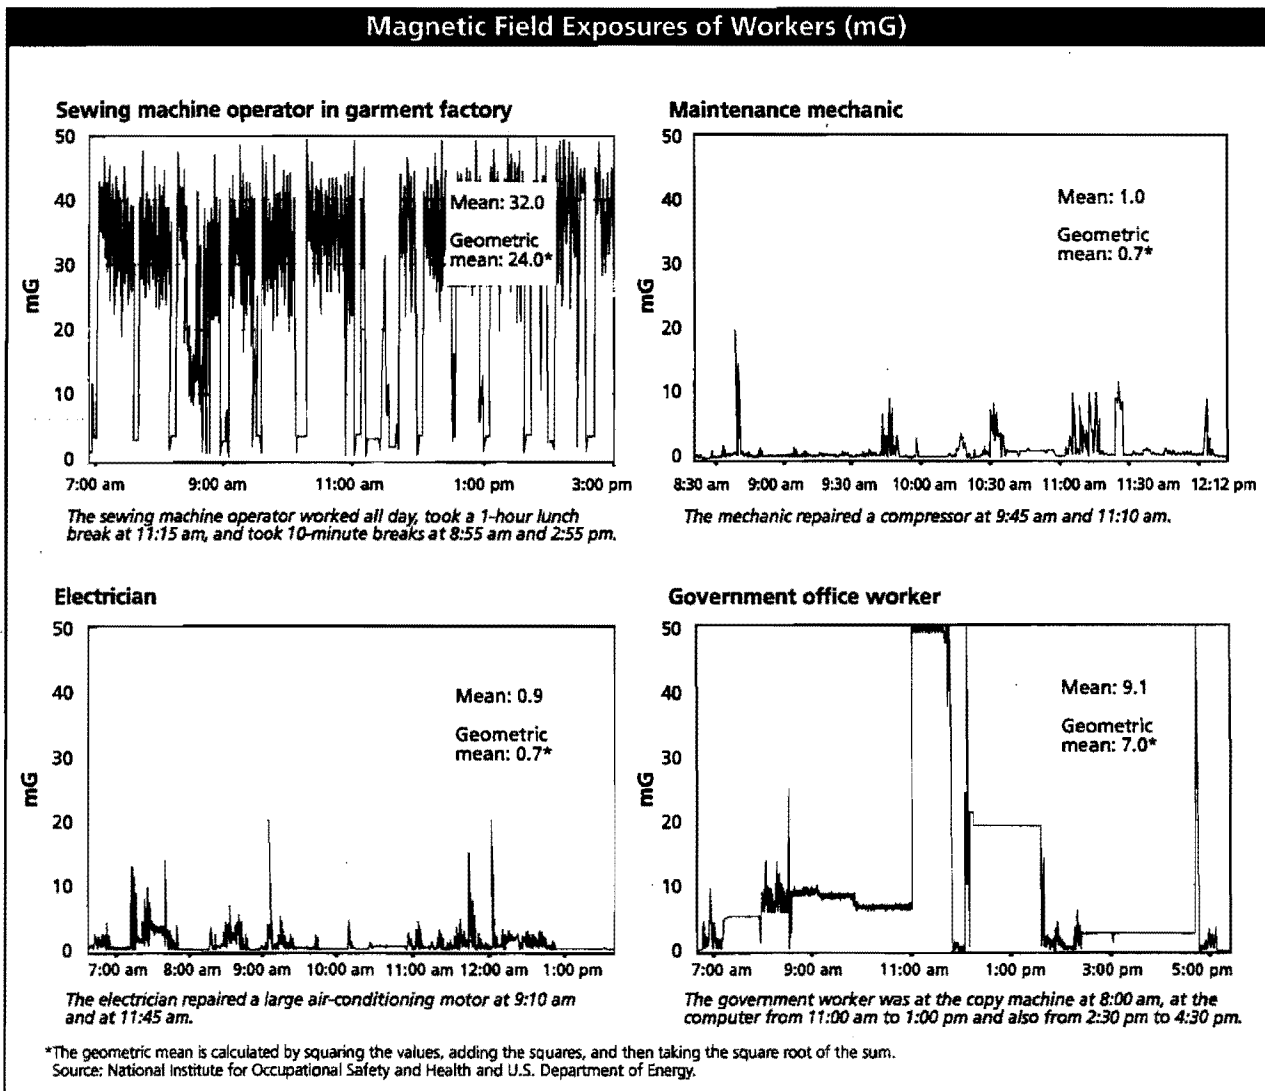 Magnetic Field Exposures of Workers (mG)
Sewing machine operator in garment factory
50
40
30
20
10
0
mG
Mean: 32.0
Geometric
mean: 24.0*
7:00 am 9:00 am 11:00 am 1:00 pm 3:00 pm
The sewing machine operator worked all day, took a 1-hour lunch
break at 11:15 am, and took 10-minute breaks at 8:55 am and 2:55 pm.
Maintenance mechanic
50
40
30
20
10
0
mG
Mean: 1.0
Geometric
mean: 0.7*
8:30 am 9:00 am 9:30 am 10:00 am 10:30 am 11:00 am 11:30 am 12:12 pm
The mechanic repaired a compressor at 9:45 am and 11:10 am.
Electrician
50
40
30
20
10
0
mG
Mean: 0.9
Geometric
mean: 0.7*
7:00 am 8:00 am 9:00 am 10:00 am 11:00 am 12:00 am 1:00 pm
The electrician repaired a large air-conditioning motor at 9:10 am
and at 11:45 am.
Government office worker
50
40
30
20
10
0
mG
Mean: 9.1
Geometric
mean: 7.0*
7:00 am 9:00 am 11:00 am 1:00 pm 3:00 pm 5:00 pm
The government worker was at the copy machine at 8:00 am, at the
computer from 11:00 am to 1:00 pm and also from 2:30 pm to 4:30 pm.
*The geometric mean is calculated by squaring the values, adding the squares, and then taking the square root of the sum.
Source: National Institute for Occupational Safety and Health and U.S. Department of Energy.